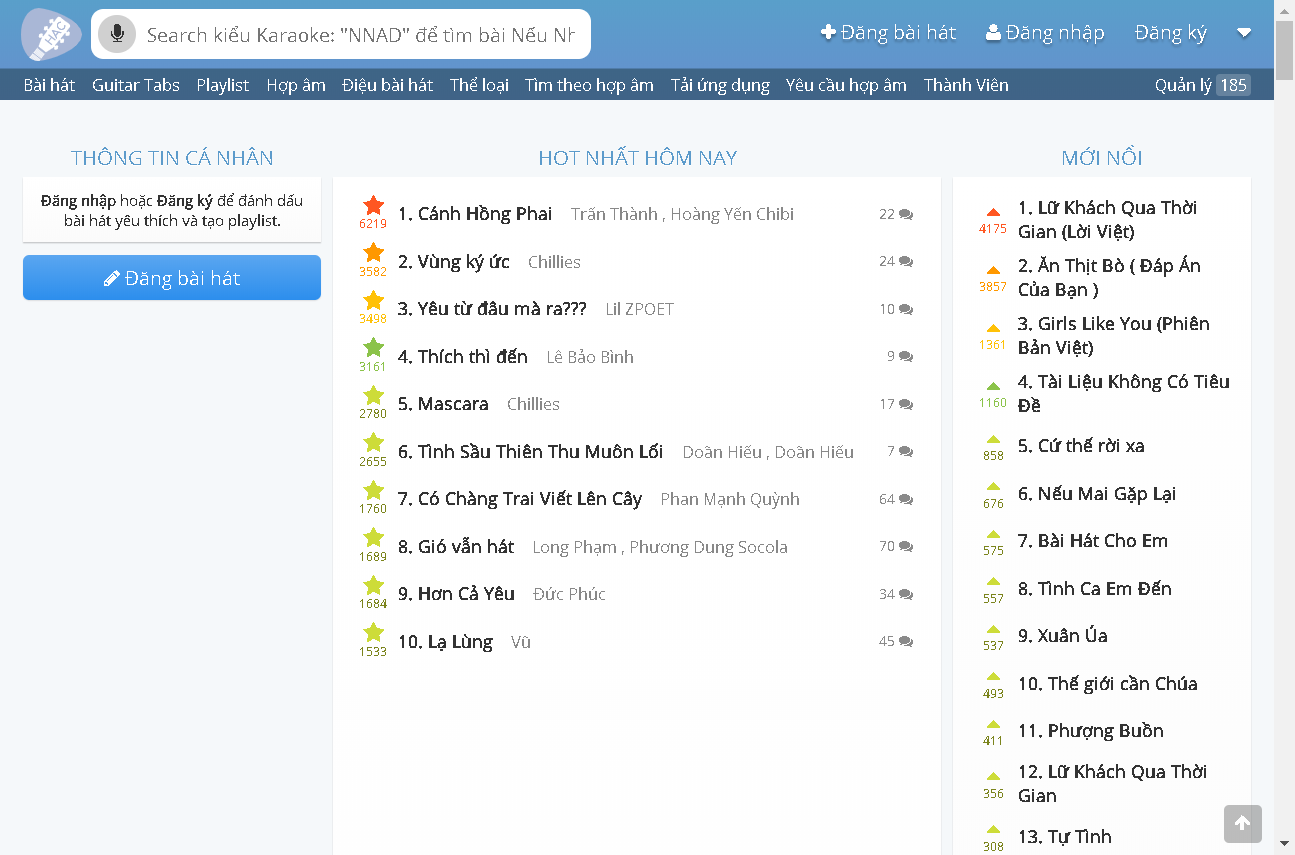 HAC
Search kiểu Karaoke: "NNAD" để tìm bài Nếu Nh
Đăng bài hát
Đăng nhập
Đăng ký
Bài hát Guitar Tabs Playlist Hợp âm Điệu bài hát Thể loại Tìm theo hợp âm Tải ứng dụng Yêu cầu hợp âm Thành Viên Quản lý 185
THÔNG TIN CÁ NHÂN
Đăng nhập hoặc Đăng ký để đánh dấu
bài hát yêu thích và tạo playlist.
Đăng bài hát
HOT NHẤT HÔM NAY
6219 1. Cánh Hồng Phai Trấn Thành , Hoàng Yến Chibi 22
3582 2. Vùng ký ức Chillies 24
3498 3. Yêu từ đâu mà ra??? Lil ZPOET 10
3161 4. Thích thì đến Lê Bảo Bình 9
2780 5. Mascara Chillies 17
2655 6. Tình Sầu Thiên Thu Muôn Lối Doãn Hiếu , Doãn Hiếu 7
1760 7. Có Chàng Trai Viết Lên Cây Phan Mạnh Quỳnh 64
1689 8. Gió vẫn hát Long Phạm , Phương Dung Socola 70
1684 9. Hơn Cả Yêu Đức Phúc 34
1533 10. Lạ Lùng Vũ 45
MỚI NỒI
4175 1. Lữ Khách Qua Thời
Gian (Lời Việt)
3857 2. Ăn Thịt Bò ( Đáp Án
Của Bạn )
1361 3. Girls Like You (Phiên
Bản Việt)
1160 4. Tài Liệu Không Có Tiêu
Đề
858 5. Cứ thế rời xa
676 6. Nếu Mai Gặp Lại
575 7. Bài Hát Cho Em
557 8. Tình Ca Em Đến
537 9. Xuân Úa
493 10. Thế giới cần Chúa
411 11. Phượng Buồn
356 12. Lữ Khách Qua Thời
Gian
308 13. Tự Tình